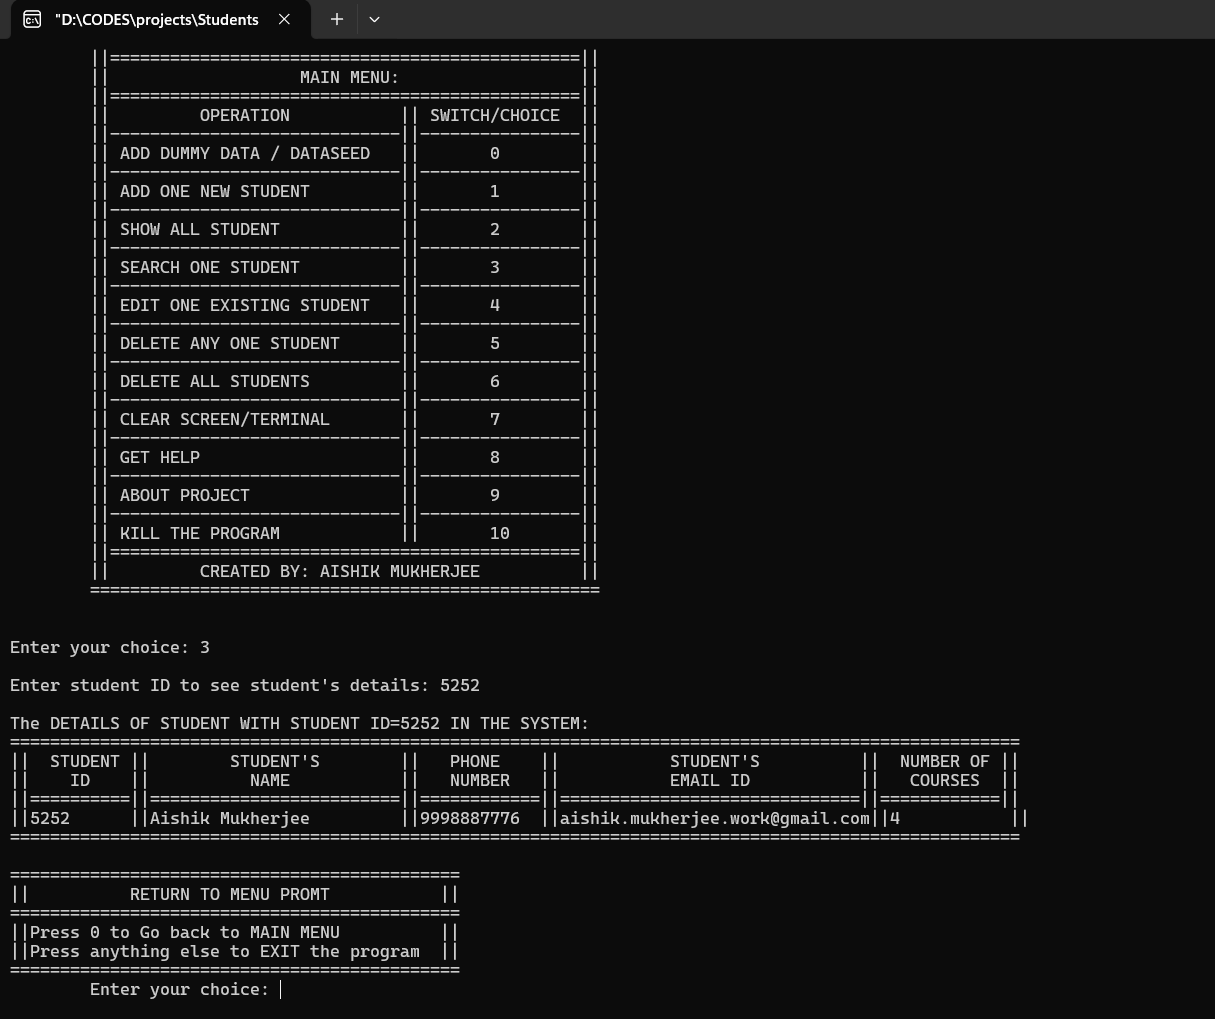 "D:\CODES\projects\Students
||===============================================||
||                   MAIN MENU:                  ||
||===============================================||
||         OPERATION           || SWITCH/CHOICE  ||
||-----------------------------||----------------||
|| ADD DUMMY DATA / DATASEED   ||       0        ||
||-----------------------------||----------------||
|| ADD ONE NEW STUDENT         ||       1        ||
||-----------------------------||----------------||
|| SHOW ALL STUDENT            ||       2        ||
||-----------------------------||----------------||
|| SEARCH ONE STUDENT          ||       3        ||
||-----------------------------||----------------||
|| EDIT ONE EXISTING STUDENT   ||       4        ||
||-----------------------------||----------------||
|| DELETE ANY ONE STUDENT      ||       5        ||
||-----------------------------||----------------||
|| DELETE ALL STUDENTS         ||       6        ||
||-----------------------------||----------------||
|| CLEAR SCREEN/TERMINAL       ||       7        ||
||-----------------------------||----------------||
|| GET HELP                    ||       8        ||
||-----------------------------||----------------||
|| ABOUT PROJECT               ||       9        ||
||-----------------------------||----------------||
|| KILL THE PROGRAM            ||       10       ||
||===============================================||
||         CREATED BY: AISHIK MUKHERJEE          ||
===================================================
Enter your choice: 3
Enter student ID to see student's details: 5252
The DETAILS OF STUDENT WITH STUDENT ID=5252 IN THE SYSTEM:
=====================================================================================================
||  STUDENT ||        STUDENT'S        ||   PHONE    ||           STUDENT'S          ||  NUMBER OF ||
||    ID    ||          NAME           ||   NUMBER   ||           EMAIL ID           ||   COURSES  ||
||==========||=========================||============||==============================||============||
||5252      ||Aishik Mukherjee         ||9998887776  ||aishik.mukherjee.work@gmail.com||4           ||
=====================================================================================================
=============================================
||          RETURN TO MENU PROMT           ||
=============================================
||Press 0 to Go back to MAIN MENU          ||
||Press anything else to EXIT the program  ||
=============================================
Enter your choice: